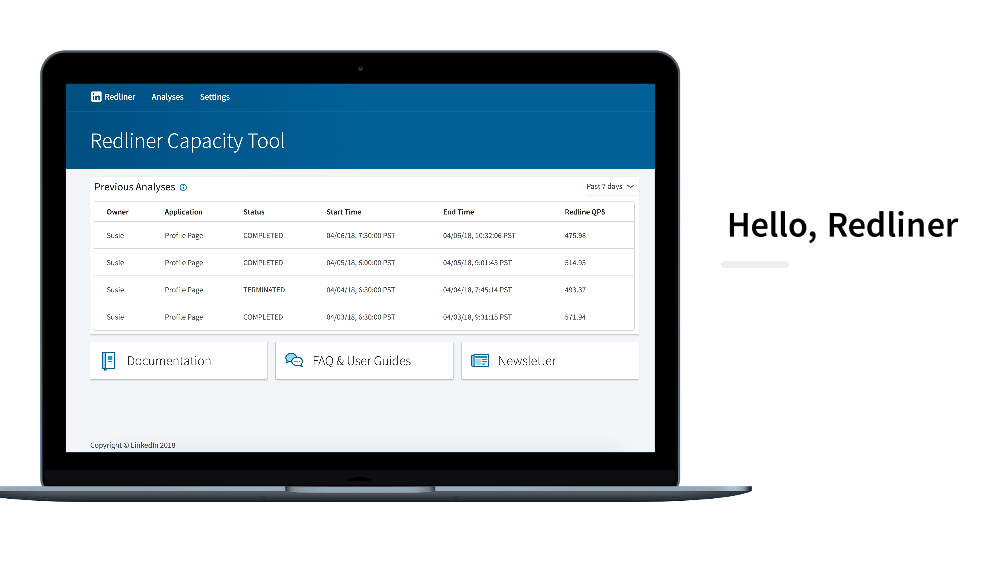 in Redliner Analyses Settings
Redliner Capacity Tool
Previous Analyses Past 7 days
Owner Application Status Start Time End Time Redline QPS
Susie Profile Page COMPLETED 04/06/18, 7:30:00 PST 04/06/18, 10:32:06 PST 475.98
Susie Profile Page COMPLETED 04/05/18, 6:00:00 PST 04/05/18, 9:01:43 PST 514.93
Susie Profile Page TERMINATED 04/04/18, 6:30:00 PST 04/04/18, 7:45:14 PST 493.37
Susie Profile Page COMPLETED 04/03/18, 6:30:00 PST 04/03/18, 9:31:15 PST 571.94
Documentation FAQ & User Guides Newsletter
Copyright © LinkedIn 2018
Hello, Redliner